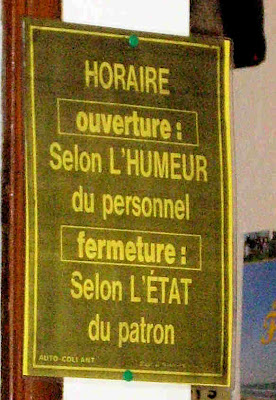 HORAIRE
ouverture :
Selon L'HUMEUR
du personnel
fermeture :
Selon L'ÉTAT
du patron
AUTO-COLLANT